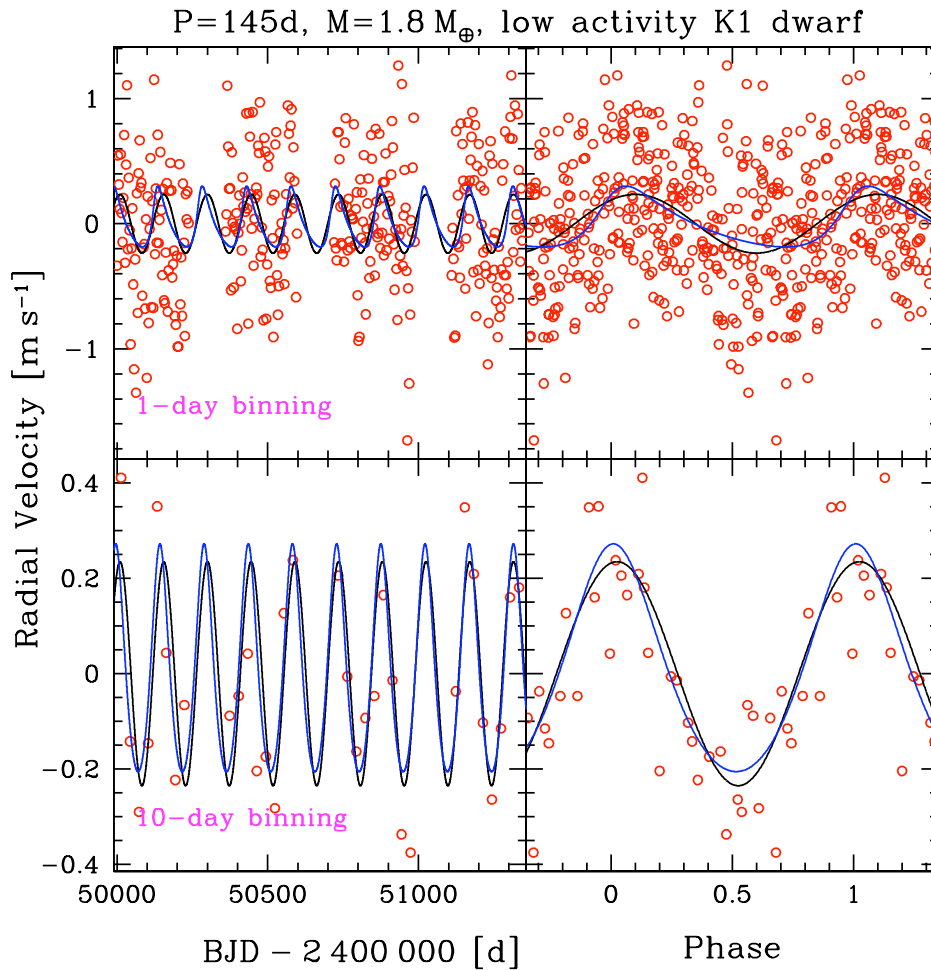 P=145d, M=1.8 M⊕, low activity K1 dwarf
Radial Velocity [m s⁻¹]
1
0
−1
1−day binning
0.4
0.2
0
−0.2
−0.4
10−day binning
50000 50500 51000
0 0.5 1
BJD − 2 400 000 [d]
Phase